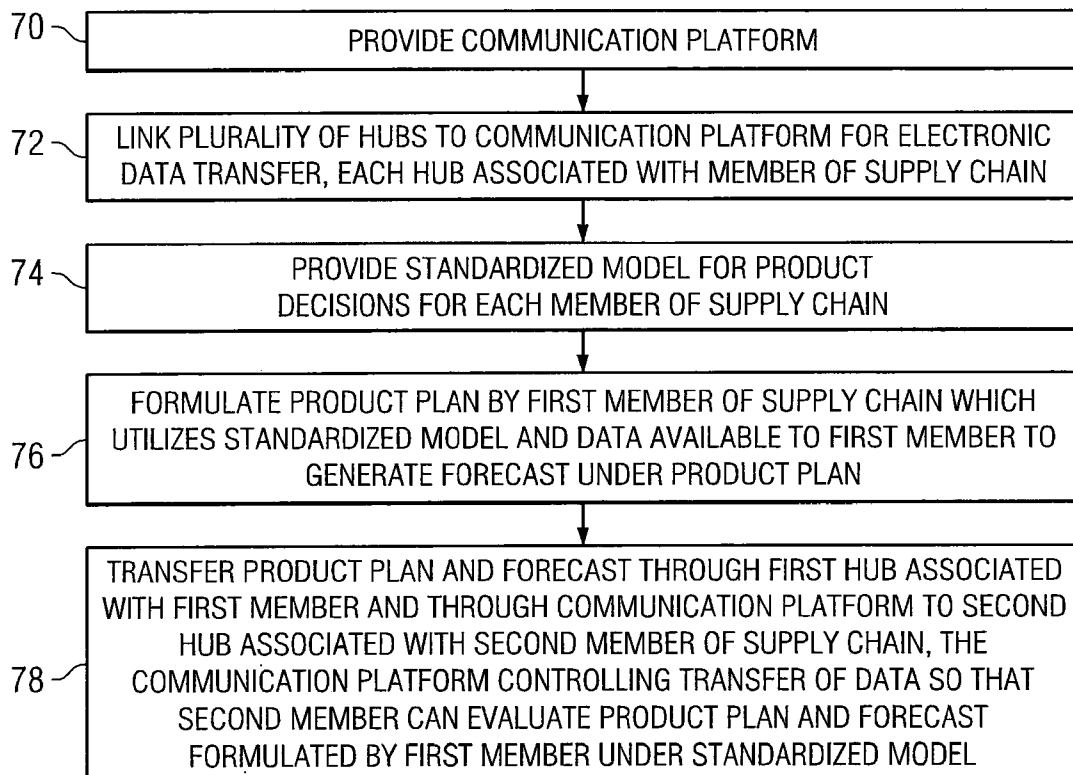 70
PROVIDE COMMUNICATION PLATFORM
72
LINK PLURALITY OF HUBS TO COMMUNICATION PLATFORM FOR ELECTRONIC
DATA TRANSFER, EACH HUB ASSOCIATED WITH MEMBER OF SUPPLY CHAIN
74
PROVIDE STANDARDIZED MODEL FOR PRODUCT
DECISIONS FOR EACH MEMBER OF SUPPLY CHAIN
76
FORMULATE PRODUCT PLAN BY FIRST MEMBER OF SUPPLY CHAIN WHICH
UTILIZES STANDARDIZED MODEL AND DATA AVAILABLE TO FIRST MEMBER TO
GENERATE FORECAST UNDER PRODUCT PLAN
78
TRANSFER PRODUCT PLAN AND FORECAST THROUGH FIRST HUB ASSOCIATED
WITH FIRST MEMBER AND THROUGH COMMUNICATION PLATFORM TO SECOND
HUB ASSOCIATED WITH SECOND MEMBER OF SUPPLY CHAIN, THE
COMMUNICATION PLATFORM CONTROLLING TRANSFER OF DATA SO THAT
SECOND MEMBER CAN EVALUATE PRODUCT PLAN AND FORECAST
FORMULATED BY FIRST MEMBER UNDER STANDARDIZED MODEL